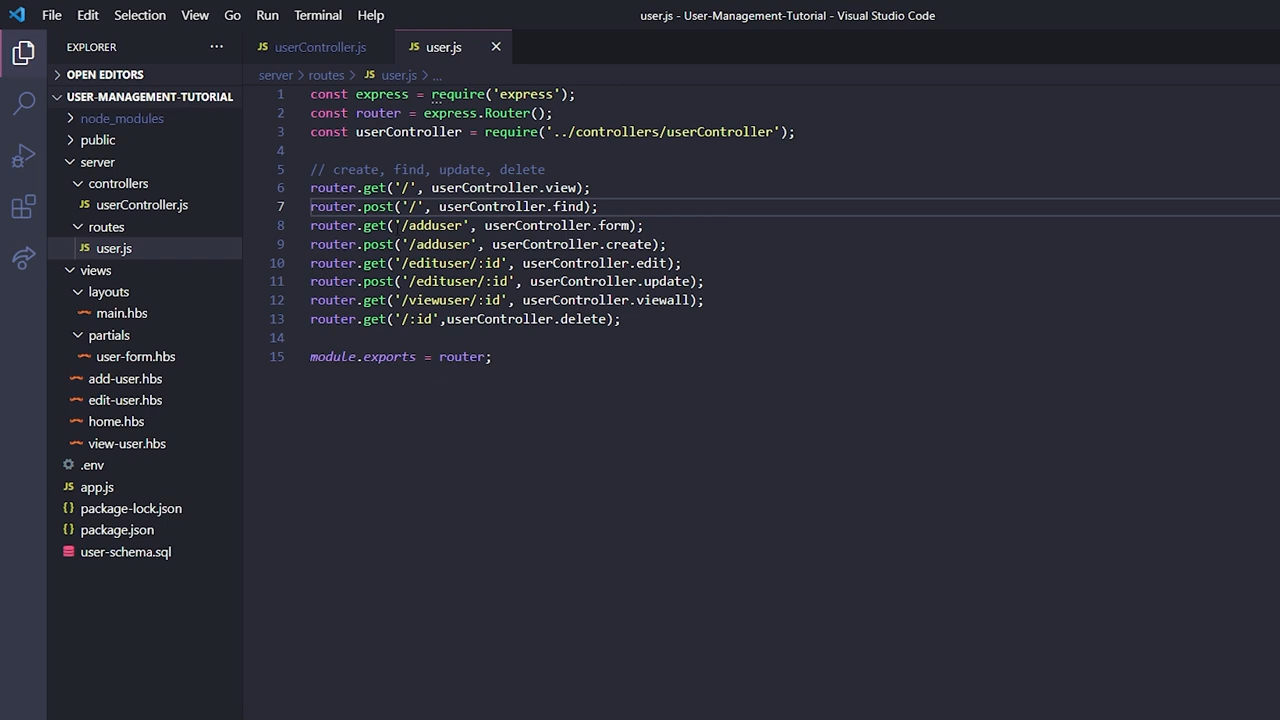 File Edit Selection View Go Run Terminal Help
user.js - User-Management-Tutorial - Visual Studio Code
EXPLORER ...
OPEN EDITORS
USER-MANAGEMENT-TUTORIAL
node_modules
public
server
controllers
JS userController.js
routes
JS user.js
views
layouts
main.hbs
partials
user-form.hbs
add-user.hbs
edit-user.hbs
home.hbs
view-user.hbs
.env
JS app.js
{} package-lock.json
{} package.json
user-schema.sql
JS userController.js
JS user.js
server > routes > JS user.js > ...
1 const express = require('express');
2 const router = express.Router();
3 const userController = require('../controllers/userController');
4
5 // create, find, update, delete
6 router.get('/', userController.view);
7 router.post('/', userController.find);
8 router.get('/adduser', userController.form);
9 router.post('/adduser', userController.create);
10 router.get('/edituser/:id', userController.edit);
11 router.post('/edituser/:id', userController.update);
12 router.get('/viewuser/:id', userController.viewall);
13 router.get('/:id',userController.delete);
14
15 module.exports = router;